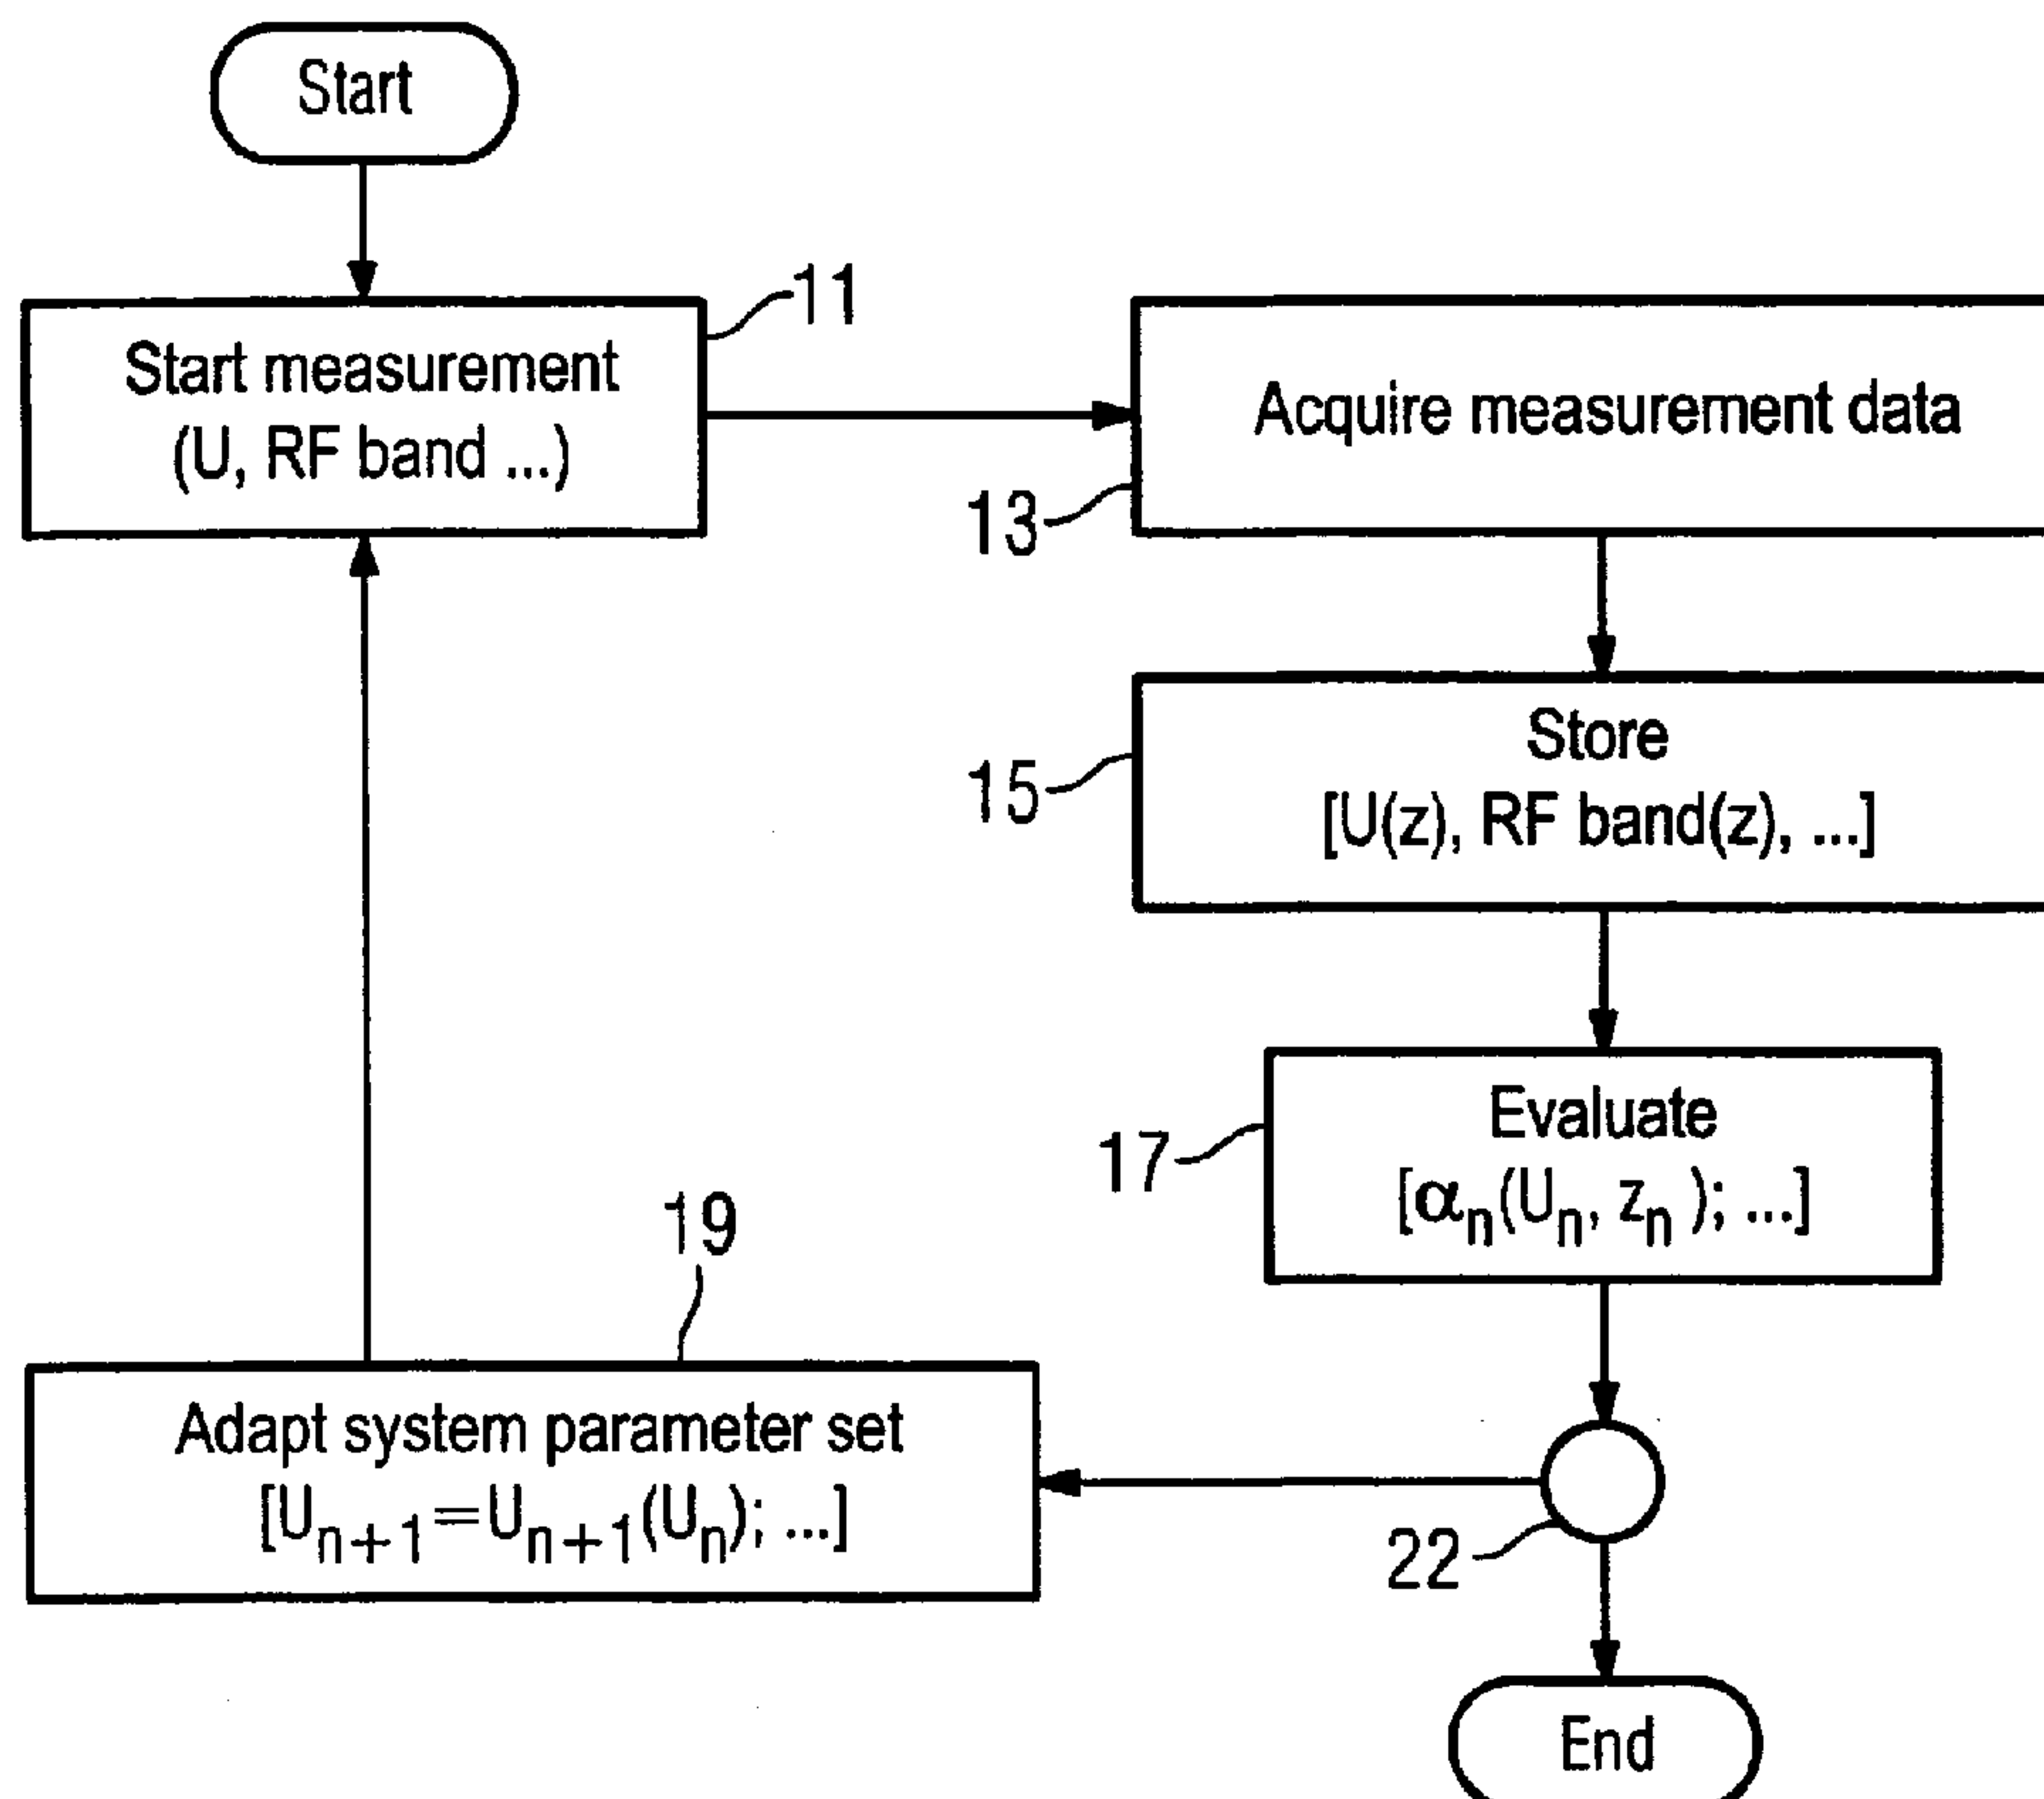 Start
11
Start measurement
(U, RF band ...)
Acquire measurement data
13
Store
[U(z), RF band(z), ...]
15
Evaluate
[αn(Un, zn); ...]
17
19
Adapt system parameter set
[Un+1=Un+1(Un); ...]
22
End